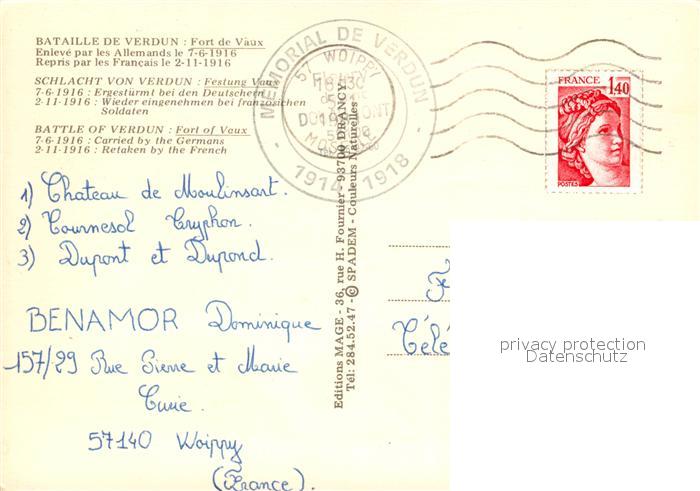 BATAILLE DE VERDUN : Fort de Vaux
Enlevé par les Allemands le 7-6-1916
Repris par les Français le 2-11-1916
SCHLACHT VON VERDUN : Festung Vaux
7-6-1916 : Ergestürmt bei den Deutschern
2-11-1916 : Wieder eingenehmen bei französichen
Soldaten
BATTLE OF VERDUN : Fort of Vaux
7-6-1916 : Carried by the Germans
2-11-1916 : Retaken by the French
MEMORIAL DE VERDUN
1914 - 1918
57 WOIPPY
FRANCE
1,40
POSTES
1) Chateau de Moulinsart.
2) Tournesol Tryphon.
3) Dupont et Dupond.
BENAMOR Dominique
157/29 Rue Pierre et Marie
Curie.
57140 Woippy
(France).
Editions MAGE - 36, rue H. Fournier - 93700 DRANCY
Tél: 284.52.47 - © SPADEM - Couleurs Naturelles
Télé
privacy protection
Datenschutz